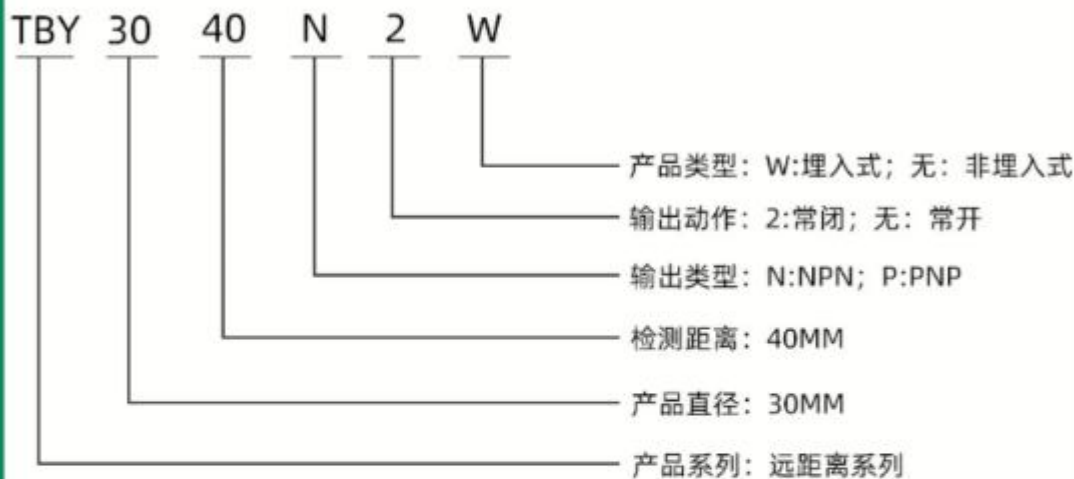 TBY 30 40 N 2 W
产品类型：W:埋入式；无：非埋入式
输出动作：2:常闭；无：常开
输出类型：N:NPN；P:PNP
检测距离：40MM
产品直径：30MM
产品系列：远距离系列